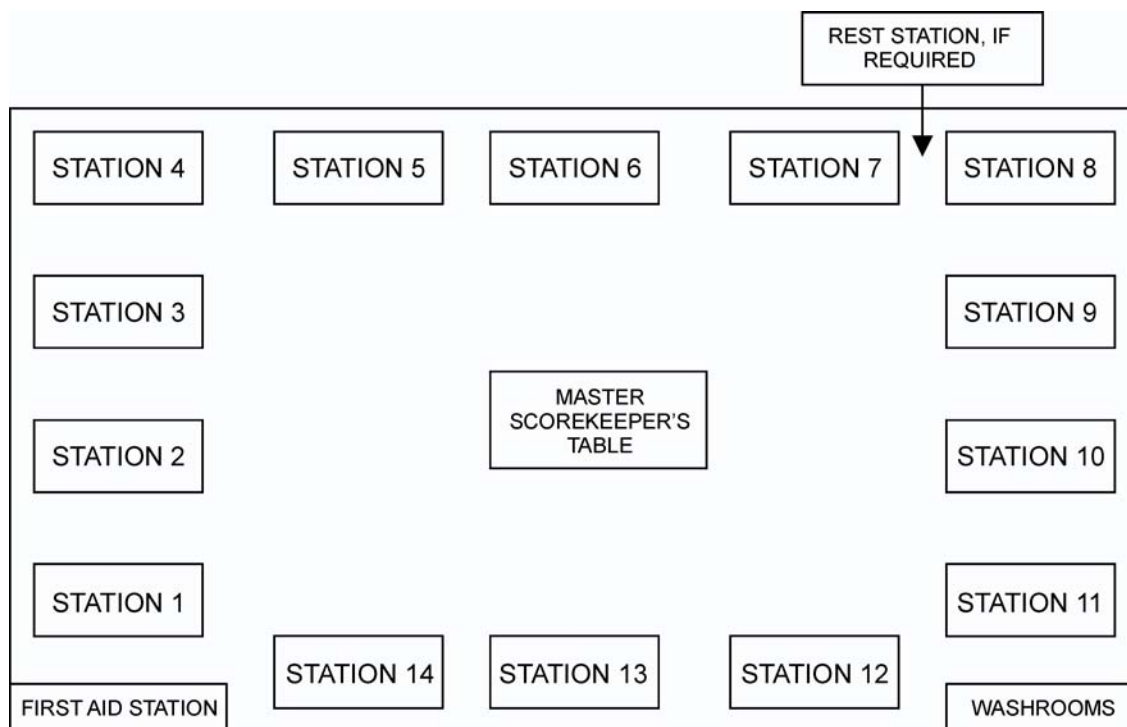 REST STATION, IF
REQUIRED
STATION 4
STATION 5
STATION 6
STATION 7
STATION 8
STATION 3
STATION 9
MASTER
SCOREKEEPER'S
TABLE
STATION 2
STATION 10
STATION 1
STATION 11
STATION 14
STATION 13
STATION 12
FIRST AID STATION
WASHROOMS